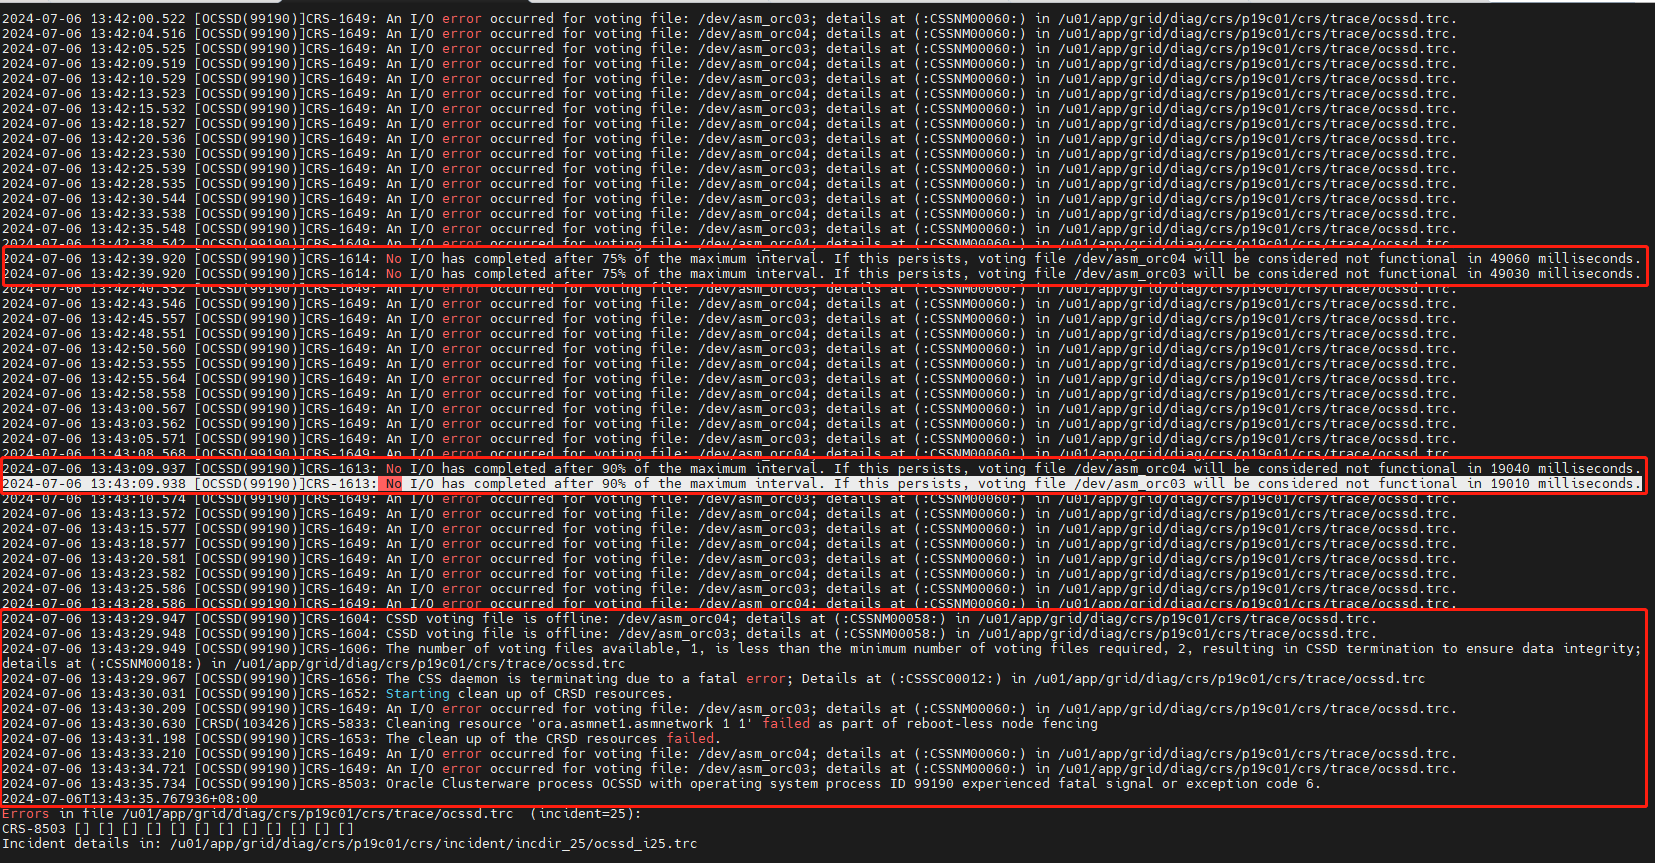 2024-07-06 13:42:00.522 [OCSSD(99190)]CRS-1649: An I/O error occurred for voting file: /dev/asm_orc03; details at (:CSSNM00060:) in /u01/app/grid/diag/crs/p19c01/crs/trace/ocssd.trc.
2024-07-06 13:42:04.516 [OCSSD(99190)]CRS-1649: An I/O error occurred for voting file: /dev/asm_orc04; details at (:CSSNM00060:) in /u01/app/grid/diag/crs/p19c01/crs/trace/ocssd.trc.
2024-07-06 13:42:05.525 [OCSSD(99190)]CRS-1649: An I/O error occurred for voting file: /dev/asm_orc03; details at (:CSSNM00060:) in /u01/app/grid/diag/crs/p19c01/crs/trace/ocssd.trc.
2024-07-06 13:42:09.519 [OCSSD(99190)]CRS-1649: An I/O error occurred for voting file: /dev/asm_orc04; details at (:CSSNM00060:) in /u01/app/grid/diag/crs/p19c01/crs/trace/ocssd.trc.
2024-07-06 13:42:10.529 [OCSSD(99190)]CRS-1649: An I/O error occurred for voting file: /dev/asm_orc03; details at (:CSSNM00060:) in /u01/app/grid/diag/crs/p19c01/crs/trace/ocssd.trc.
2024-07-06 13:42:13.523 [OCSSD(99190)]CRS-1649: An I/O error occurred for voting file: /dev/asm_orc04; details at (:CSSNM00060:) in /u01/app/grid/diag/crs/p19c01/crs/trace/ocssd.trc.
2024-07-06 13:42:15.532 [OCSSD(99190)]CRS-1649: An I/O error occurred for voting file: /dev/asm_orc03; details at (:CSSNM00060:) in /u01/app/grid/diag/crs/p19c01/crs/trace/ocssd.trc.
2024-07-06 13:42:18.527 [OCSSD(99190)]CRS-1649: An I/O error occurred for voting file: /dev/asm_orc04; details at (:CSSNM00060:) in /u01/app/grid/diag/crs/p19c01/crs/trace/ocssd.trc.
2024-07-06 13:42:20.536 [OCSSD(99190)]CRS-1649: An I/O error occurred for voting file: /dev/asm_orc03; details at (:CSSNM00060:) in /u01/app/grid/diag/crs/p19c01/crs/trace/ocssd.trc.
2024-07-06 13:42:23.530 [OCSSD(99190)]CRS-1649: An I/O error occurred for voting file: /dev/asm_orc04; details at (:CSSNM00060:) in /u01/app/grid/diag/crs/p19c01/crs/trace/ocssd.trc.
2024-07-06 13:42:25.539 [OCSSD(99190)]CRS-1649: An I/O error occurred for voting file: /dev/asm_orc03; details at (:CSSNM00060:) in /u01/app/grid/diag/crs/p19c01/crs/trace/ocssd.trc.
2024-07-06 13:42:28.535 [OCSSD(99190)]CRS-1649: An I/O error occurred for voting file: /dev/asm_orc04; details at (:CSSNM00060:) in /u01/app/grid/diag/crs/p19c01/crs/trace/ocssd.trc.
2024-07-06 13:42:30.544 [OCSSD(99190)]CRS-1649: An I/O error occurred for voting file: /dev/asm_orc03; details at (:CSSNM00060:) in /u01/app/grid/diag/crs/p19c01/crs/trace/ocssd.trc.
2024-07-06 13:42:33.538 [OCSSD(99190)]CRS-1649: An I/O error occurred for voting file: /dev/asm_orc04; details at (:CSSNM00060:) in /u01/app/grid/diag/crs/p19c01/crs/trace/ocssd.trc.
2024-07-06 13:42:35.548 [OCSSD(99190)]CRS-1649: An I/O error occurred for voting file: /dev/asm_orc03; details at (:CSSNM00060:) in /u01/app/grid/diag/crs/p19c01/crs/trace/ocssd.trc.
2024-07-06 13:42:38.542 [OCSSD(99190)]CRS-1649: An I/O error occurred for voting file: /dev/asm_orc04; details at (:CSSNM00060:) in /u01/app/grid/diag/crs/p19c01/crs/trace/ocssd.trc.
2024-07-06 13:42:39.920 [OCSSD(99190)]CRS-1614: No I/O has completed after 75% of the maximum interval. If this persists, voting file /dev/asm_orc04 will be considered not functional in 49060 milliseconds.
2024-07-06 13:42:39.920 [OCSSD(99190)]CRS-1614: No I/O has completed after 75% of the maximum interval. If this persists, voting file /dev/asm_orc03 will be considered not functional in 49030 milliseconds.
2024-07-06 13:42:40.552 [OCSSD(99190)]CRS-1649: An I/O error occurred for voting file: /dev/asm_orc03; details at (:CSSNM00060:) in /u01/app/grid/diag/crs/p19c01/crs/trace/ocssd.trc.
2024-07-06 13:42:43.546 [OCSSD(99190)]CRS-1649: An I/O error occurred for voting file: /dev/asm_orc04; details at (:CSSNM00060:) in /u01/app/grid/diag/crs/p19c01/crs/trace/ocssd.trc.
2024-07-06 13:42:45.557 [OCSSD(99190)]CRS-1649: An I/O error occurred for voting file: /dev/asm_orc03; details at (:CSSNM00060:) in /u01/app/grid/diag/crs/p19c01/crs/trace/ocssd.trc.
2024-07-06 13:42:48.551 [OCSSD(99190)]CRS-1649: An I/O error occurred for voting file: /dev/asm_orc04; details at (:CSSNM00060:) in /u01/app/grid/diag/crs/p19c01/crs/trace/ocssd.trc.
2024-07-06 13:42:50.560 [OCSSD(99190)]CRS-1649: An I/O error occurred for voting file: /dev/asm_orc03; details at (:CSSNM00060:) in /u01/app/grid/diag/crs/p19c01/crs/trace/ocssd.trc.
2024-07-06 13:42:53.555 [OCSSD(99190)]CRS-1649: An I/O error occurred for voting file: /dev/asm_orc04; details at (:CSSNM00060:) in /u01/app/grid/diag/crs/p19c01/crs/trace/ocssd.trc.
2024-07-06 13:42:55.564 [OCSSD(99190)]CRS-1649: An I/O error occurred for voting file: /dev/asm_orc03; details at (:CSSNM00060:) in /u01/app/grid/diag/crs/p19c01/crs/trace/ocssd.trc.
2024-07-06 13:42:58.558 [OCSSD(99190)]CRS-1649: An I/O error occurred for voting file: /dev/asm_orc04; details at (:CSSNM00060:) in /u01/app/grid/diag/crs/p19c01/crs/trace/ocssd.trc.
2024-07-06 13:43:00.567 [OCSSD(99190)]CRS-1649: An I/O error occurred for voting file: /dev/asm_orc03; details at (:CSSNM00060:) in /u01/app/grid/diag/crs/p19c01/crs/trace/ocssd.trc.
2024-07-06 13:43:03.562 [OCSSD(99190)]CRS-1649: An I/O error occurred for voting file: /dev/asm_orc04; details at (:CSSNM00060:) in /u01/app/grid/diag/crs/p19c01/crs/trace/ocssd.trc.
2024-07-06 13:43:05.571 [OCSSD(99190)]CRS-1649: An I/O error occurred for voting file: /dev/asm_orc03; details at (:CSSNM00060:) in /u01/app/grid/diag/crs/p19c01/crs/trace/ocssd.trc.
2024-07-06 13:43:08.568 [OCSSD(99190)]CRS-1649: An I/O error occurred for voting file: /dev/asm_orc04; details at (:CSSNM00060:) in /u01/app/grid/diag/crs/p19c01/crs/trace/ocssd.trc.
2024-07-06 13:43:09.937 [OCSSD(99190)]CRS-1613: No I/O has completed after 90% of the maximum interval. If this persists, voting file /dev/asm_orc04 will be considered not functional in 19040 milliseconds.
2024-07-06 13:43:09.938 [OCSSD(99190)]CRS-1613: No I/O has completed after 90% of the maximum interval. If this persists, voting file /dev/asm_orc03 will be considered not functional in 19010 milliseconds.
2024-07-06 13:43:10.574 [OCSSD(99190)]CRS-1649: An I/O error occurred for voting file: /dev/asm_orc03; details at (:CSSNM00060:) in /u01/app/grid/diag/crs/p19c01/crs/trace/ocssd.trc.
2024-07-06 13:43:13.572 [OCSSD(99190)]CRS-1649: An I/O error occurred for voting file: /dev/asm_orc04; details at (:CSSNM00060:) in /u01/app/grid/diag/crs/p19c01/crs/trace/ocssd.trc.
2024-07-06 13:43:15.577 [OCSSD(99190)]CRS-1649: An I/O error occurred for voting file: /dev/asm_orc03; details at (:CSSNM00060:) in /u01/app/grid/diag/crs/p19c01/crs/trace/ocssd.trc.
2024-07-06 13:43:18.577 [OCSSD(99190)]CRS-1649: An I/O error occurred for voting file: /dev/asm_orc04; details at (:CSSNM00060:) in /u01/app/grid/diag/crs/p19c01/crs/trace/ocssd.trc.
2024-07-06 13:43:20.581 [OCSSD(99190)]CRS-1649: An I/O error occurred for voting file: /dev/asm_orc03; details at (:CSSNM00060:) in /u01/app/grid/diag/crs/p19c01/crs/trace/ocssd.trc.
2024-07-06 13:43:23.582 [OCSSD(99190)]CRS-1649: An I/O error occurred for voting file: /dev/asm_orc04; details at (:CSSNM00060:) in /u01/app/grid/diag/crs/p19c01/crs/trace/ocssd.trc.
2024-07-06 13:43:25.586 [OCSSD(99190)]CRS-1649: An I/O error occurred for voting file: /dev/asm_orc03; details at (:CSSNM00060:) in /u01/app/grid/diag/crs/p19c01/crs/trace/ocssd.trc.
2024-07-06 13:43:28.586 [OCSSD(99190)]CRS-1649: An I/O error occurred for voting file: /dev/asm_orc04; details at (:CSSNM00060:) in /u01/app/grid/diag/crs/p19c01/crs/trace/ocssd.trc.
2024-07-06 13:43:29.947 [OCSSD(99190)]CRS-1604: CSSD voting file is offline: /dev/asm_orc04; details at (:CSSNM00058:) in /u01/app/grid/diag/crs/p19c01/crs/trace/ocssd.trc.
2024-07-06 13:43:29.948 [OCSSD(99190)]CRS-1604: CSSD voting file is offline: /dev/asm_orc03; details at (:CSSNM00058:) in /u01/app/grid/diag/crs/p19c01/crs/trace/ocssd.trc.
2024-07-06 13:43:29.949 [OCSSD(99190)]CRS-1606: The number of voting files available, 1, is less than the minimum number of voting files required, 2, resulting in CSSD termination to ensure data integrity;
details at (:CSSNM00018:) in /u01/app/grid/diag/crs/p19c01/crs/trace/ocssd.trc
2024-07-06 13:43:29.967 [OCSSD(99190)]CRS-1656: The CSS daemon is terminating due to a fatal error; Details at (:CSSSC00012:) in /u01/app/grid/diag/crs/p19c01/crs/trace/ocssd.trc
2024-07-06 13:43:30.031 [OCSSD(99190)]CRS-1652: Starting clean up of CRSD resources.
2024-07-06 13:43:30.209 [OCSSD(99190)]CRS-1649: An I/O error occurred for voting file: /dev/asm_orc03; details at (:CSSNM00060:) in /u01/app/grid/diag/crs/p19c01/crs/trace/ocssd.trc.
2024-07-06 13:43:30.630 [CRSD(103426)]CRS-5833: Cleaning resource 'ora.asmnet1.asmnetwork 1 1' failed as part of reboot-less node fencing
2024-07-06 13:43:31.198 [OCSSD(99190)]CRS-1653: The clean up of the CRSD resources failed.
2024-07-06 13:43:33.210 [OCSSD(99190)]CRS-1649: An I/O error occurred for voting file: /dev/asm_orc04; details at (:CSSNM00060:) in /u01/app/grid/diag/crs/p19c01/crs/trace/ocssd.trc.
2024-07-06 13:43:34.721 [OCSSD(99190)]CRS-1649: An I/O error occurred for voting file: /dev/asm_orc03; details at (:CSSNM00060:) in /u01/app/grid/diag/crs/p19c01/crs/trace/ocssd.trc.
2024-07-06 13:43:35.734 [OCSSD(99190)]CRS-8503: Oracle Clusterware process OCSSD with operating system process ID 99190 experienced fatal signal or exception code 6.
2024-07-06T13:43:35.767936+08:00
Errors in file /u01/app/grid/diag/crs/p19c01/crs/trace/ocssd.trc  (incident=25):
CRS-8503 [] [] [] [] [] [] [] [] [] [] [] []
Incident details in: /u01/app/grid/diag/crs/p19c01/crs/incident/incdir_25/ocssd_i25.trc